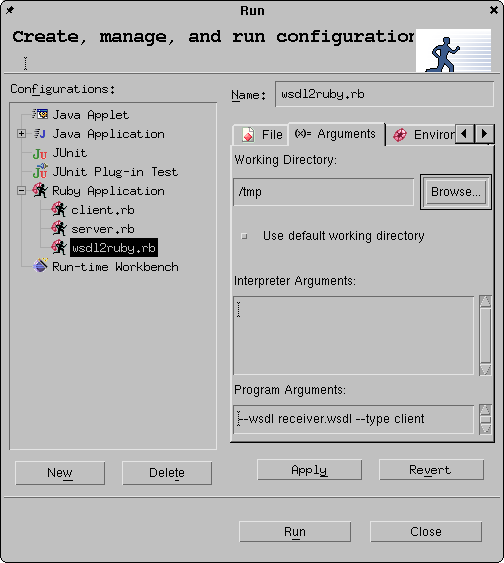 Run
Create, manage, and run configuration
Configurations:
Java Applet
Java Application
JUnit
JUnit Plug-in Test
Ruby Application
client.rb
server.rb
wsdl2ruby.rb
Run-time Workbench
New
Delete
Name: wsdl2ruby.rb
File (x)= Arguments Environ
Working Directory:
/tmp Browse...
Use default working directory
Interpreter Arguments:
Program Arguments:
--wsdl receiver.wsdl --type client
Apply Revert
Run Close